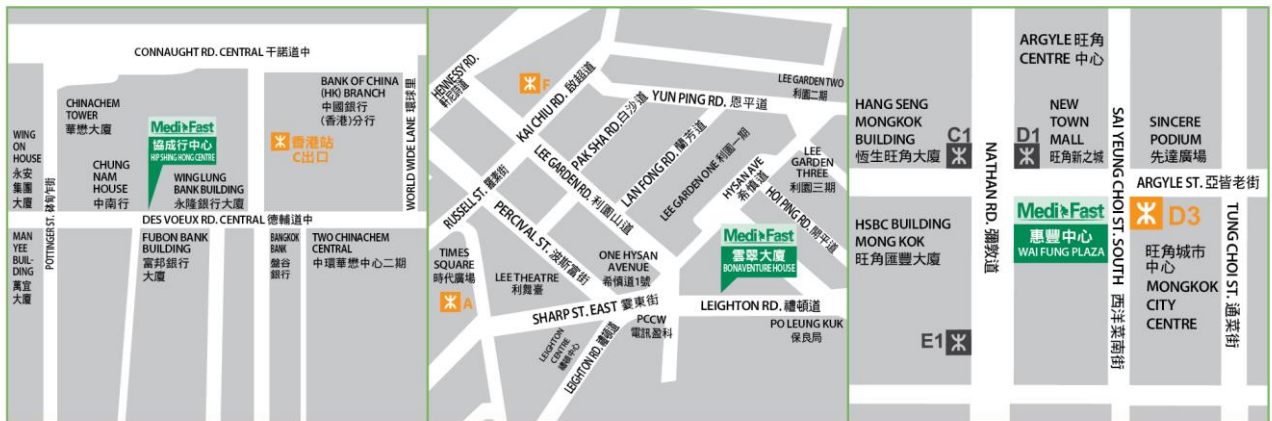 CONNAUGHT RD. CENTRAL 干諾道中
CHINACHEM
TOWER
華懋大廈
Medi Fast
協成行中心
HIP SHING HONG CENTRE
BANK OF CHINA
(HK) BRANCH
中國銀行
(香港)分行
香港站
C出口
WORLD WIDE LANE 環球里
WING
ON
HOUSE
永安
集團
大廈
CHUNG
NAM
HOUSE
中南行
WING LUNG
BANK BUILDING
永隆銀行大廈
DES VOEUX RD. CENTRAL 德輔道中
POTTINGER ST. 砵甸乍街
MAN
YEE
BUIL-
DING
萬宜
大廈
FUBON BANK
BUILDING
富邦銀行
大廈
BANGKOK
BANK
盤谷
銀行
TWO CHINACHEM
CENTRAL
中環華懋中心二期
HENNESSY RD.
軒尼詩道
F
KAI CHIU RD. 啟超道
LEE GARDEN TWO
利園二期
YUN PING RD. 恩平道
PAK SHA RD. 白沙道
LAN FONG RD. 蘭芳道
LEE GARDEN RD. 利園山道
LEE GARDEN ONE 利園一期
HYSAN AVE
希慎道
LEE
GARDEN
THREE
利園三期
HOI PING RD. 開平道
RUSSELL ST. 羅素街
PERCIVAL ST. 波斯富街
Medi Fast
雲翠大廈
BONAVENTURE HOUSE
TIMES
SQUARE
時代廣場
A
LEE THEATRE
利舞臺
ONE HYSAN
AVENUE
希慎道1號
SHARP ST. EAST 霎東街
LEIGHTON RD. 禮頓道
LEIGHTON
CENTRE
禮頓中心
LEIGHTON RD. 禮頓道
PCCW
電訊盈科
PO LEUNG KUK
保良局
ARGYLE 旺角
CENTRE 中心
HANG SENG
MONGKOK
BUILDING
恆生旺角大廈
C1
D1
NEW
TOWN
MALL
旺角新之城
SINCERE
PODIUM
先達廣場
NATHAN RD. 彌敦道
SAI YEUNG CHOI ST. SOUTH 西洋菜南街
ARGYLE ST. 亞皆老街
HSBC BUILDING
MONG KOK
旺角匯豐大廈
Medi Fast
惠豐中心
WAI FUNG PLAZA
D3
旺角城市
中心
MONGKOK
CITY
CENTRE
TUNG CHOI ST. 通菜街
E1